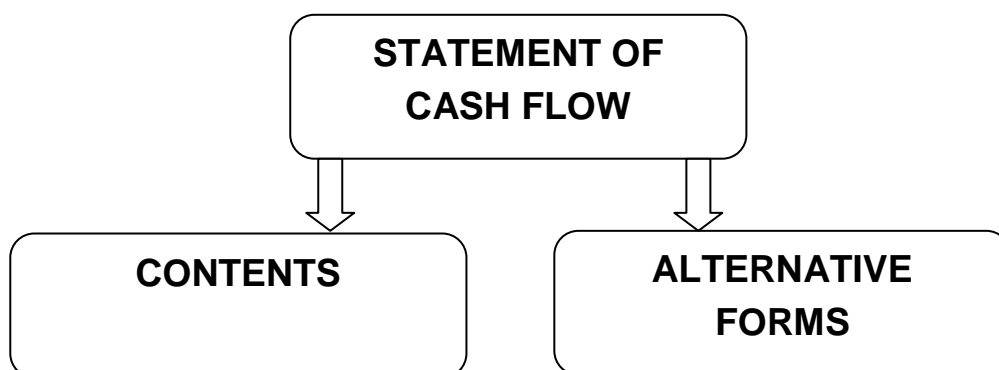 STATEMENT OF
CASH FLOW
CONTENTS
ALTERNATIVE
FORMS